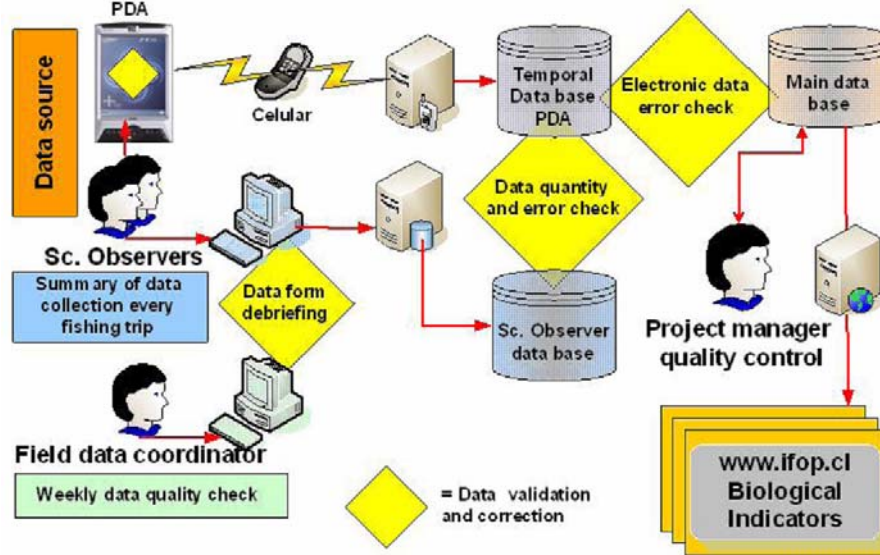 PDA
Data source
Celular
Temporal
Data base
PDA
Electronic data
error check
Main data
base
Sc. Observers
Data quantity
and error check
Summary of data
collection every
fishing trip
Data form
debriefing
Sc. Observer
data base
Project manager
quality control
Field data coordinator
Weekly data quality check
= Data validation
and correction
www.ifop.cl
Biological
Indicators